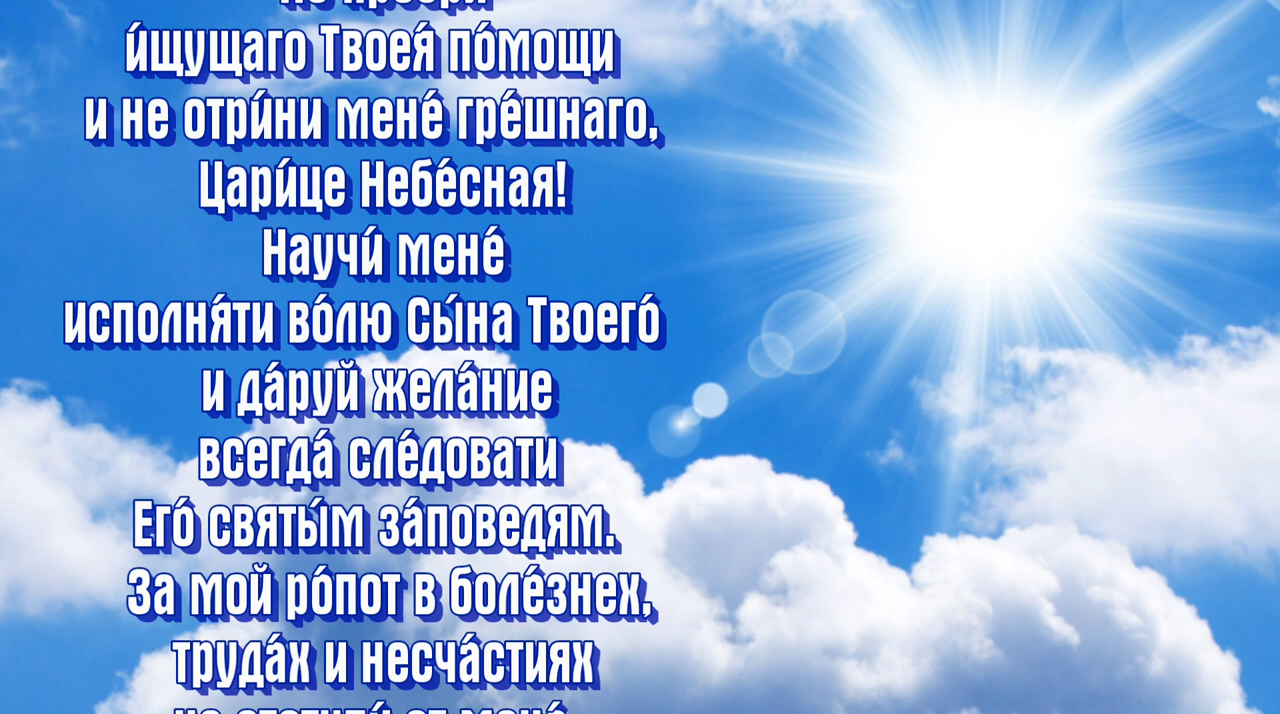 и́щущаго Твоея́ по́мощи
и не отри́ни мене́ гре́шнаго,
Цари́це Небе́сная!
Научи́ мене́
исполня́ти во́лю Сы́на Твоего́
и да́руй жела́ние
всегда́ сле́довати
Его́ святы́м за́поведям.
За мой ро́пот в боле́знех,
труда́х и несча́стиях